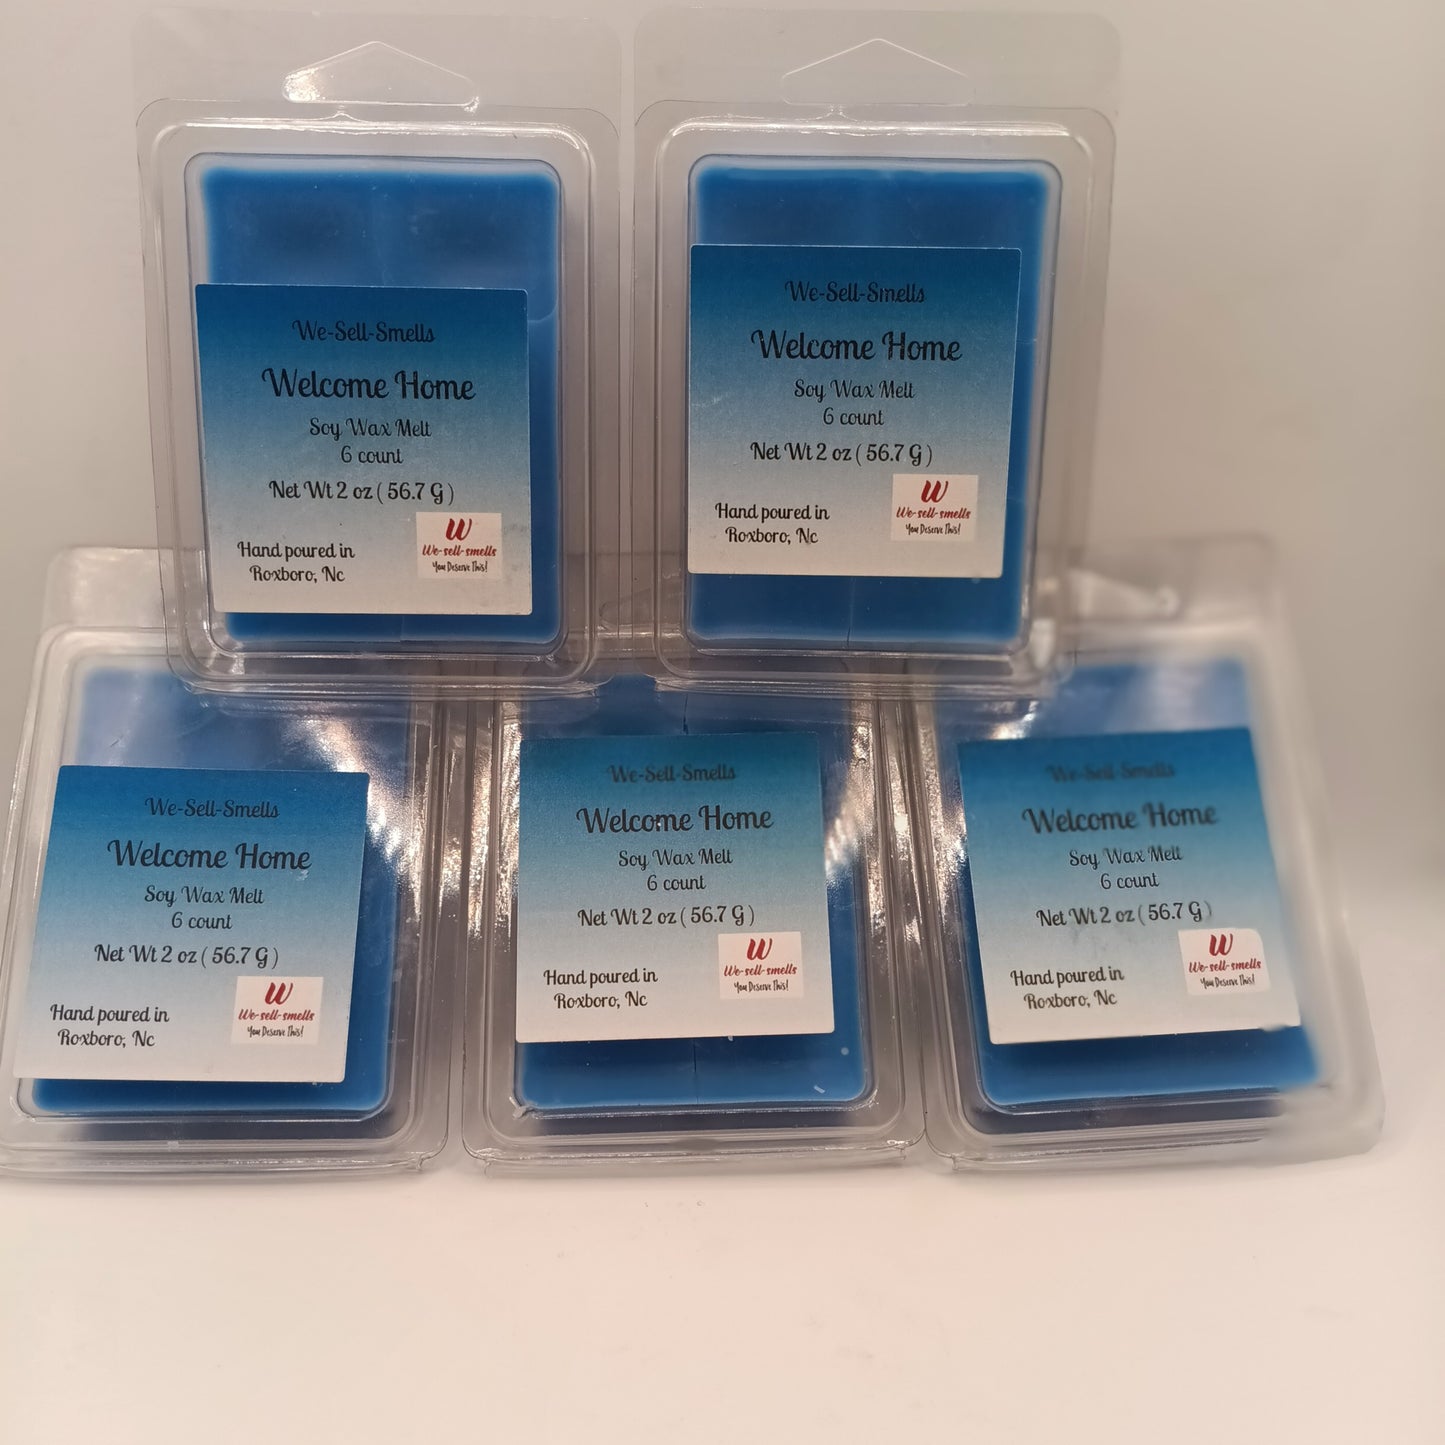 We-Sell-Smells
Welcome Home
Soy Wax Melt
6 count
Net Wt 2 oz ( 56.7 G )
Hand poured in
Roxboro, Nc
W
We-sell-smells
You Deserve This!
We-Sell-Smells
Welcome Home
Soy Wax Melt
6 count
Net Wt 2 oz ( 56.7 G )
Hand poured in
Roxboro, Nc
W
We-sell-smells
You Deserve This!
We-Sell-Smells
Welcome Home
Soy Wax Melt
6 count
Net Wt 2 oz ( 56.7 G )
Hand poured in
Roxboro, Nc
W
We-sell-smells
You Deserve This!
We-Sell-Smells
Welcome Home
Soy Wax Melt
6 count
Net Wt 2 oz ( 56.7 G )
Hand poured in
Roxboro, Nc
W
We-sell-smells
You Deserve This!
We-Sell-Smells
Welcome Home
Soy Wax Melt
6 count
Net Wt 2 oz ( 56.7 G )
Hand poured in
Roxboro, Nc
W
We-sell-smells
You Deserve This!